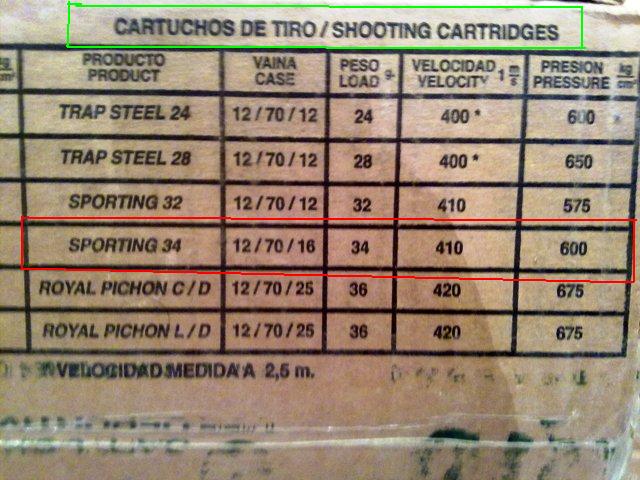 CARTUCHOS DE TIRO / SHOOTING CARTRIDGES
kg cm² PRODUCTO PRODUCT VAINA CASE PESO LOAD g. VELOCIDAD VELOCITY 1 m s PRESION PRESSURE kg cm²
TRAP STEEL 24 12 / 70 / 12 24 400 * 600
TRAP STEEL 28 12 / 70 / 12 28 400 * 650
SPORTING 32 12 / 70 / 12 32 410 575
SPORTING 34 12 / 70 / 16 34 410 600
ROYAL PICHON C / D 12 / 70 / 25 36 420 675
ROYAL PICHON L / D 12 / 70 / 25 36 420 675
VELOCIDAD MEDIDA A 2,5 m.